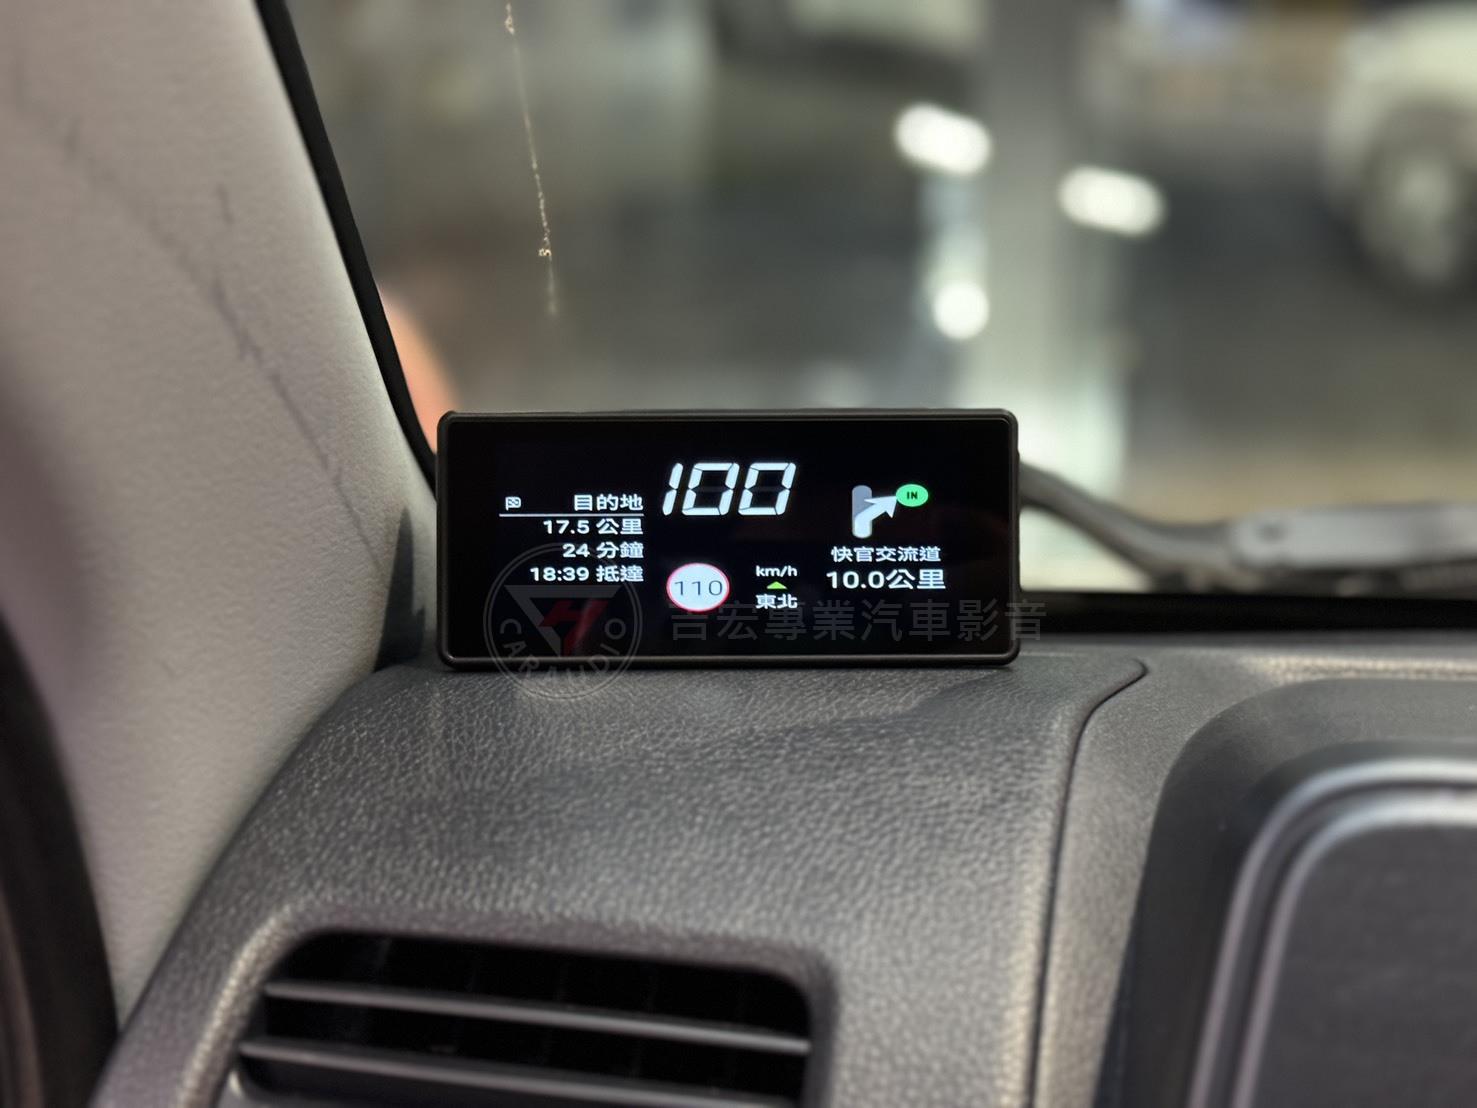 目的地
17.5 公里
24 分鐘
18:39 抵達
100
110
km/h
東北
IN
快官交流道
10.0公里
CARAUDIO
吉宏專業汽車影音